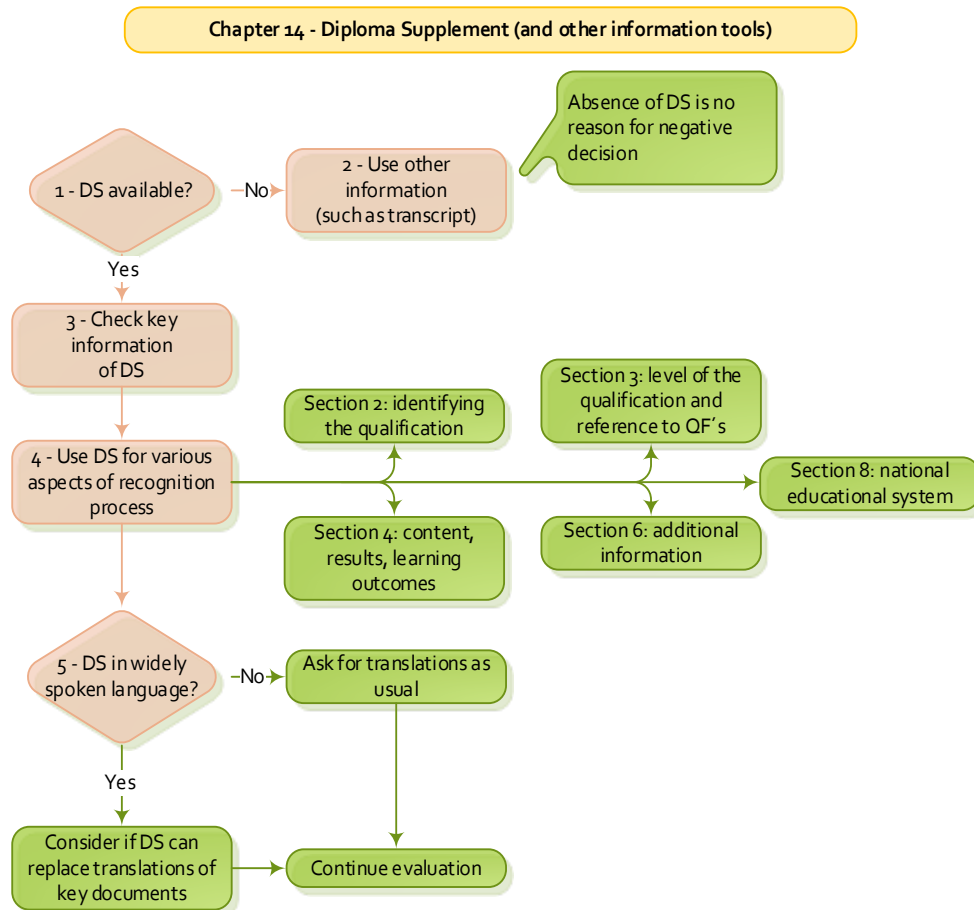 Chapter 14 - Diploma Supplement (and other information tools)
Absence of DS is no
reason for negative
decision
1 - DS available?
No
2 - Use other
information
(such as transcript)
Yes
3 - Check key
information
of DS
Section 2: identifying
the qualification
Section 3: level of the
qualification and
reference to QF´s
4 - Use DS for various
aspects of recognition
process
Section 8: national
educational system
Section 4: content,
results, learning
outcomes
Section 6: additional
information
5 - DS in widely
spoken language?
No
Ask for translations as
usual
Yes
Consider if DS can
replace translations of
key documents
Continue evaluation